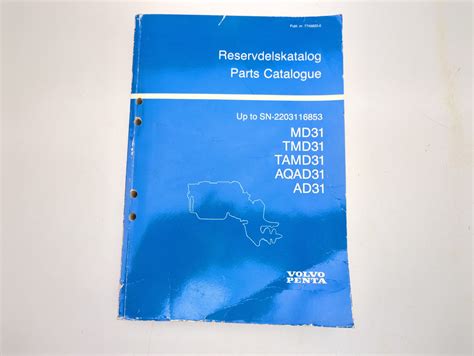 Reservdelskatalog
Parts Catalogue
Up to SN-2203116853
MD31
TMD31
TAMD31
AQAD31
AD31
VOLVO
PENTA